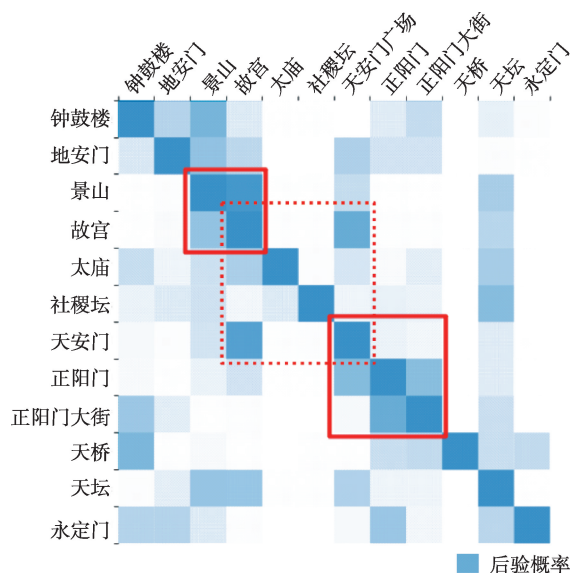 钟鼓楼
地安门
景山
故宫
太庙
社稷坛
天安门广场
正阳门
正阳门大街
天桥
天坛
永定门
钟鼓楼
地安门
景山
故宫
太庙
社稷坛
天安门
正阳门
正阳门大街
天桥
天坛
永定门
后验概率